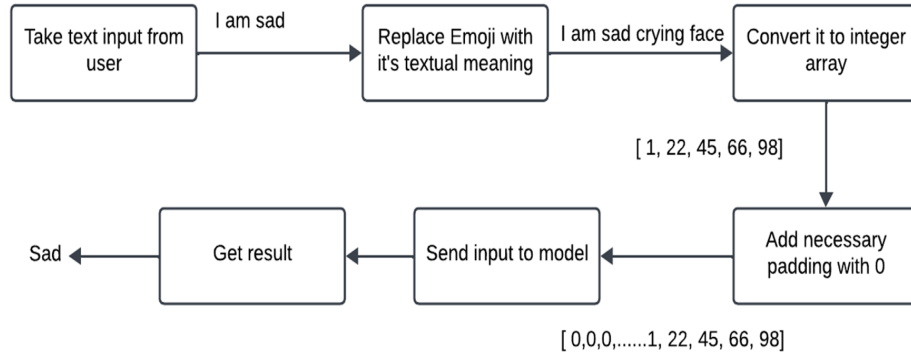 Take text input from
user
I am sad
Replace Emoji with
it's textual meaning
I am sad crying face
Convert it to integer
array
[ 1, 22, 45, 66, 98]
Add necessary
padding with 0
[ 0,0,0,......1, 22, 45, 66, 98]
Send input to model
Get result
Sad